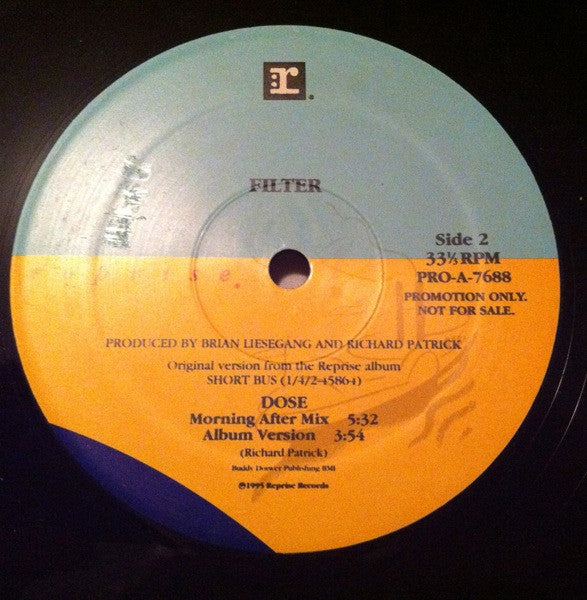 r.
FILTER
Side 2
33⅓ RPM
PRO-A-7688
PROMOTION ONLY.
NOT FOR SALE.
s e.
PRODUCED BY BRIAN LIESEGANG AND RICHARD PATRICK
Original version from the Reprise album
SHORT BUS (1/4/2-45864)
DOSE
Morning After Mix 5:32
Album Version 3:54
(Richard Patrick)
Buddy Publishing BMI
℗1995 Reprise Records